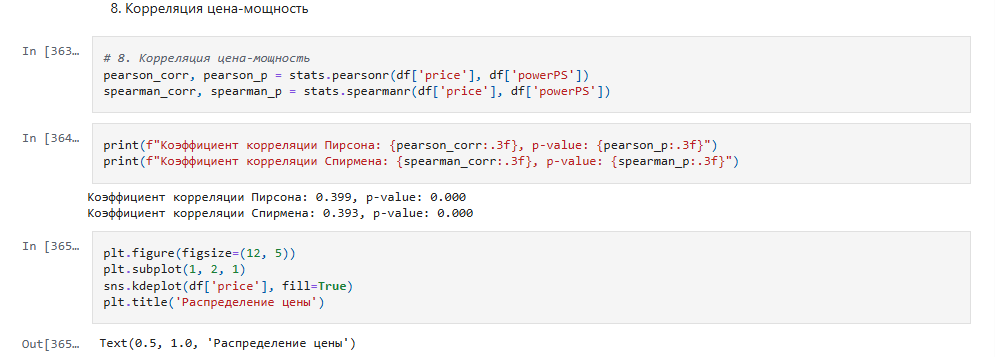 8. Корреляция цена-мощность
In [363…
# 8. Корреляция цена-мощность
pearson_corr, pearson_p = stats.pearsonr(df['price'], df['powerPS'])
spearman_corr, spearman_p = stats.spearmanr(df['price'], df['powerPS'])
In [364…
print(f"Коэффициент корреляции Пирсона: {pearson_corr:.3f}, p-value: {pearson_p:.3f}")
print(f"Коэффициент корреляции Спирмена: {spearman_corr:.3f}, p-value: {spearman_p:.3f}")
Коэффициент корреляции Пирсона: 0.399, p-value: 0.000
Коэффициент корреляции Спирмена: 0.393, p-value: 0.000
In [365…
plt.figure(figsize=(12, 5))
plt.subplot(1, 2, 1)
sns.kdeplot(df['price'], fill=True)
plt.title('Распределение цены')
Out[365…
Text(0.5, 1.0, 'Распределение цены')